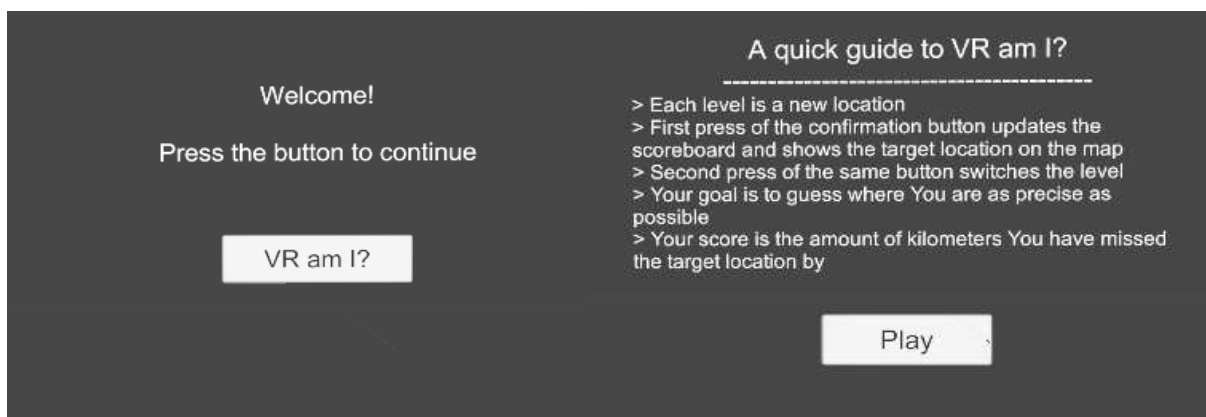 Welcome!
Press the button to continue
VR am I?
A quick guide to VR am I?
-----------------------------------------
> Each level is a new location
> First press of the confirmation button updates the
scoreboard and shows the target location on the map
> Second press of the same button switches the level
> Your goal is to guess where You are as precise as
possible
> Your score is the amount of kilometers You have missed
the target location by
Play